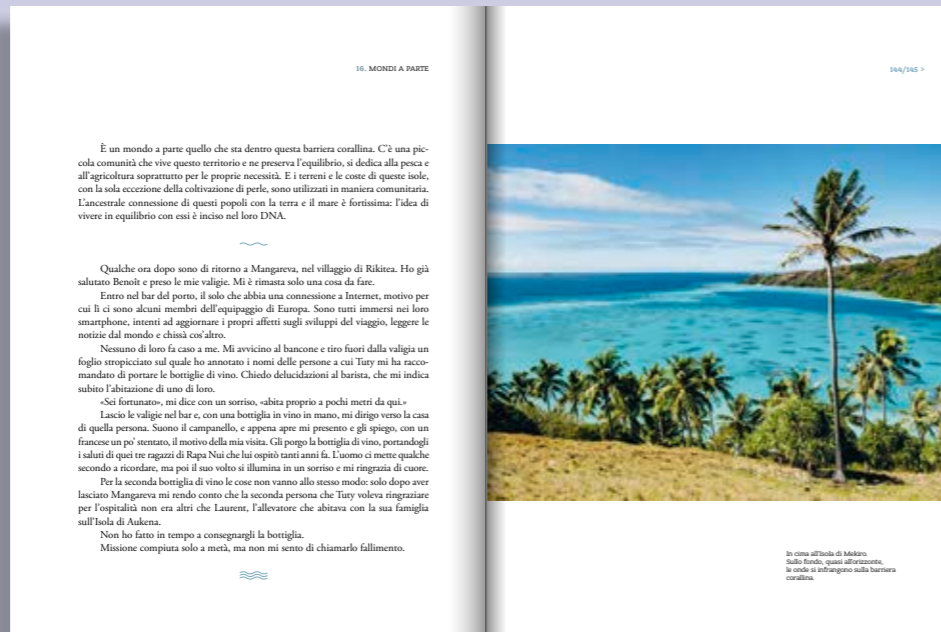 16. MONDI A PARTE
È un mondo a parte quello che sta dentro questa barriera corallina. C'è una pic-
cola comunità che vive questo territorio e ne preserva l'equilibrio, si dedica alla pesca e
all'agricoltura soprattutto per le proprie necessità. E i terreni e le coste di queste isole,
con la sola eccezione della coltivazione di perle, sono utilizzati in maniera comunitaria.
L'ancestrale connessione di questi popoli con la terra e il mare è fortissima: l'idea di
vivere in equilibrio con essi è inciso nel loro DNA.
Qualche ora dopo sono di ritorno a Mangareva, nel villaggio di Rikitea. Ho già
salutato Benoît e preso le mie valigie. Mi è rimasta solo una cosa da fare.
Entro nel bar del porto, il solo che abbia una connessione a Internet, motivo per
cui lì ci sono alcuni membri dell'equipaggio di Europa. Sono tutti immersi nei loro
smartphone, intenti ad aggiornare i propri affetti sugli sviluppi del viaggio, leggere le
notizie dal mondo e chissà cos'altro.
Nessuno di loro fa caso a me. Mi avvicino al bancone e tiro fuori dalla valigia un
foglio stropicciato sul quale ho annotato i nomi delle persone a cui Tuty mi ha racco-
mandato di portare le bottiglie di vino. Chiedo delucidazioni al barista, che mi indica
subito l'abitazione di uno di loro.
«Sei fortunato», mi dice con un sorriso, «abita proprio a pochi metri da qui.»
Lascio le valigie nel bar e, con una bottiglia in vino in mano, mi dirigo verso la casa
di quella persona. Suono il campanello, e appena apre mi presento e gli spiego, con un
francese un po' stentato, il motivo della mia visita. Gli porgo la bottiglia di vino, portandogli
i saluti di quei tre ragazzi di Rapa Nui che lui ospitò tanti anni fa. L'uomo ci mette qualche
secondo a ricordare, ma poi il suo volto si illumina in un sorriso e mi ringrazia di cuore.
Per la seconda bottiglia di vino le cose non vanno allo stesso modo: solo dopo aver
lasciato Mangareva mi rendo conto che la seconda persona che Tuty voleva ringraziare
per l'ospitalità non era altri che Laurent, l'allevatore che abitava con la sua famiglia
sull'Isola di Aukena.
Non ho fatto in tempo a consegnargli la bottiglia.
Missione compiuta solo a metà, ma non mi sento di chiamarlo fallimento.
144/145 >
In cima all'Isola di Mekiro.
Sullo fondo, quasi all'orizzonte,
le onde si infrangono sulla barriera
corallina.